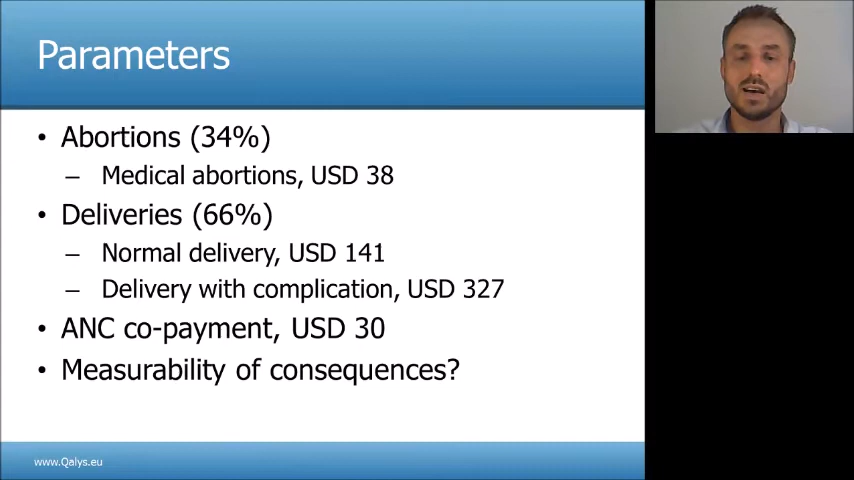 Parameters
• Abortions (34%)
– Medical abortions, USD 38
• Deliveries (66%)
– Normal delivery, USD 141
– Delivery with complication, USD 327
• ANC co-payment, USD 30
• Measurability of consequences?
www.Qalys.eu